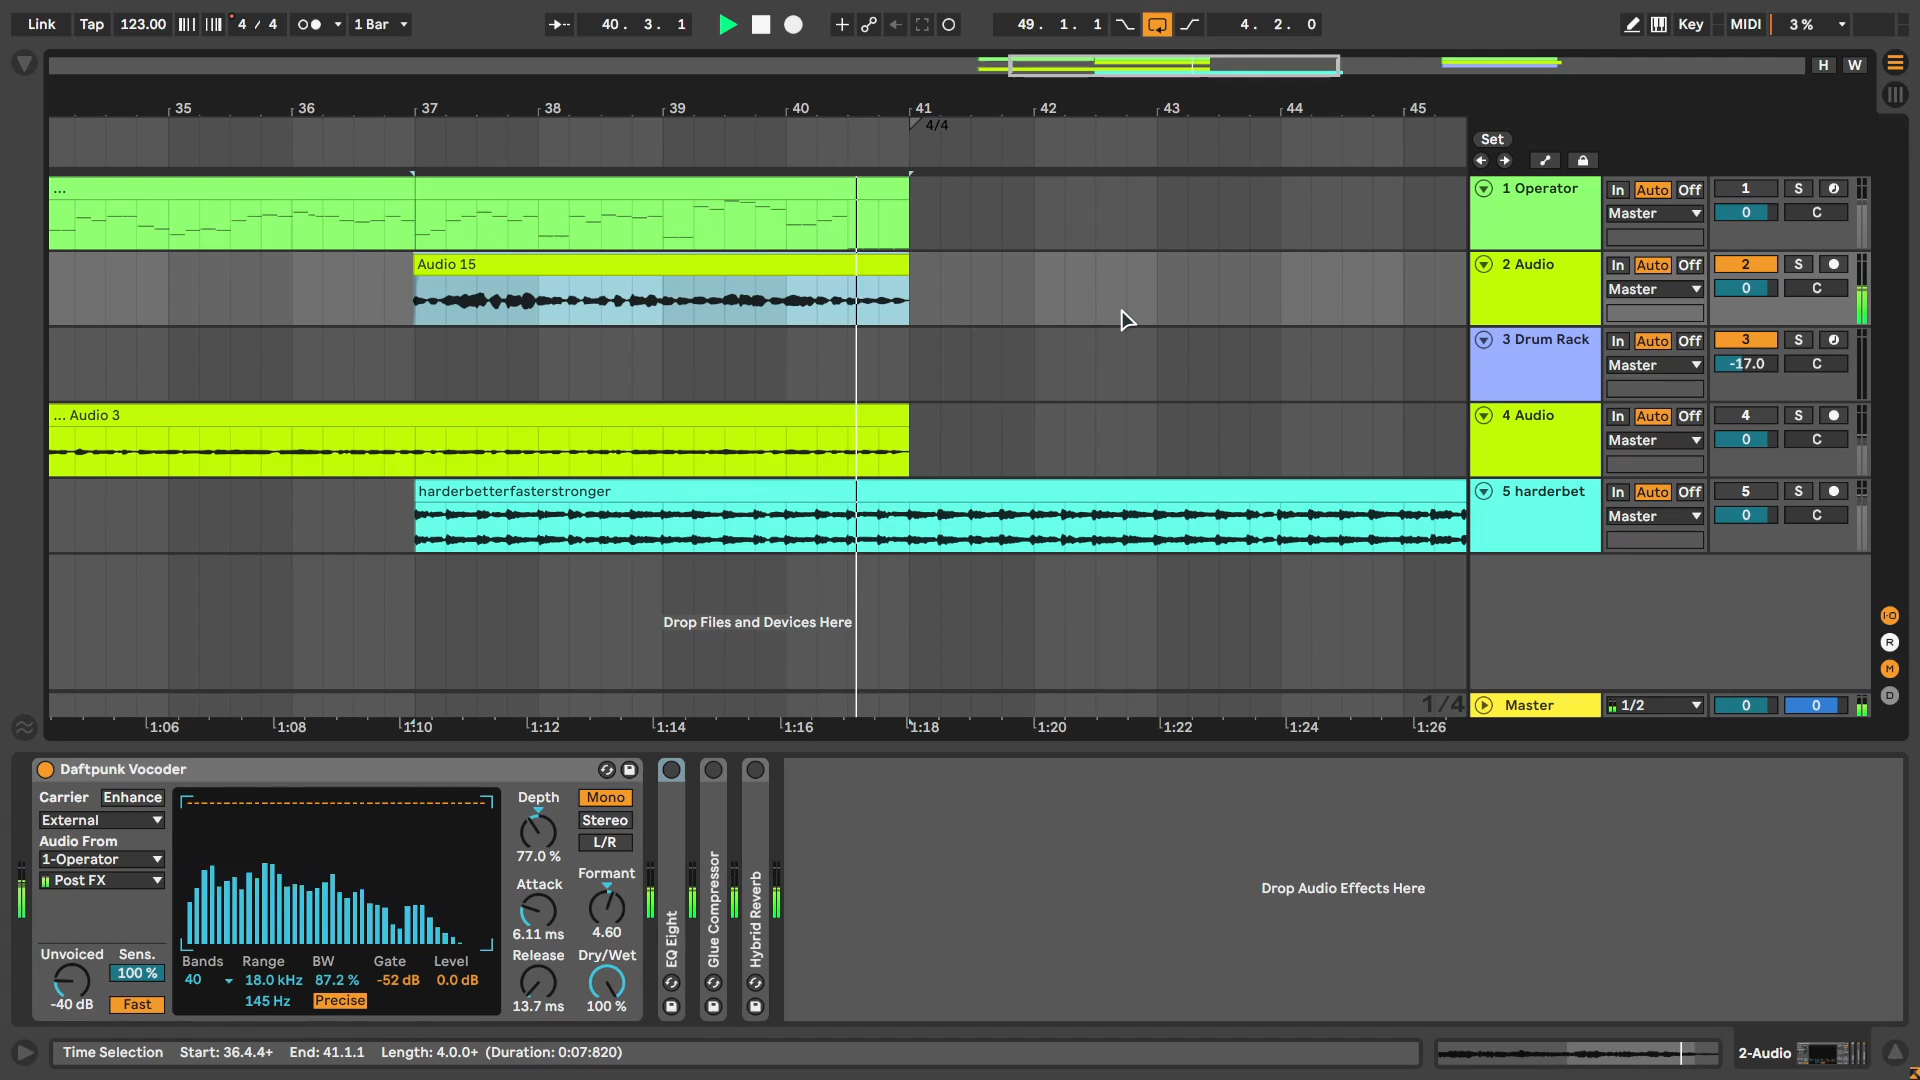 Link Tap 123.00 4 / 4 1 Bar 40. 3. 1 49. 1. 1 4. 2. 0 Key MIDI 3 %
H W
35 36 37 38 39 40 41 42 43 44 45
4/4
Set
...
1 Operator In Auto Off 1 S
Master 0 C
Audio 15
2 Audio In Auto Off 2 S
Master 0 C
3 Drum Rack In Auto Off 3 S
Master -17.0 C
... Audio 3
4 Audio In Auto Off 4 S
Master 0 C
harderbetterfasterstronger
5 harderbet In Auto Off 5 S
Master 0 C
Drop Files and Devices Here
I·O
R
M
D
1/4
Master 1/2 0 0
1:06 1:08 1:10 1:12 1:14 1:16 1:18 1:20 1:22 1:24 1:26
Daftpunk Vocoder
Carrier Enhance
External
Audio From
1-Operator
Post FX
Unvoiced Sens.
100 %
-40 dB Fast
Bands Range BW Gate Level
40 18.0 kHz 87.2 % -52 dB 0.0 dB
145 Hz Precise
Depth Mono
Stereo
L/R
77.0 %
Attack Formant
6.11 ms 4.60
Release Dry/Wet
13.7 ms 100 %
EQ Eight
Glue Compressor
Hybrid Reverb
Drop Audio Effects Here
Time Selection Start: 36.4.4+ End: 41.1.1 Length: 4.0.0+ (Duration: 0:07:820)
2-Audio